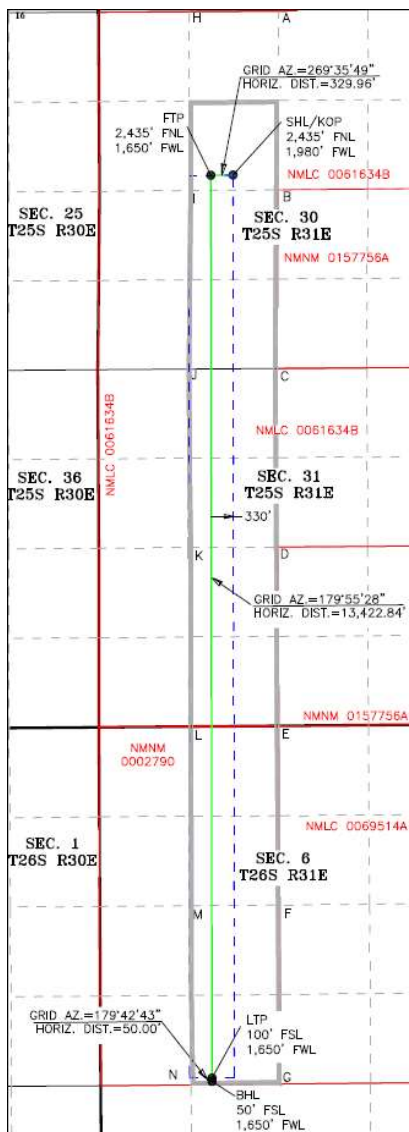 16
H
A
GRID AZ.=269°35'49"
HORIZ. DIST.=329.96'
FTP
2,435' FNL
1,650' FWL
SHL/KOP
2,435' FNL
1,980' FWL
NMLC 0061634B
I
B
SEC. 25
T25S R30E
SEC. 30
T25S R31E
NMNM 0157756A
J
C
NMLC 0061634B
NMLC 0061634B
SEC. 36
T25S R30E
SEC. 31
T25S R31E
330'
K
D
GRID AZ.=179°55'28"
HORIZ. DIST.=13,422.84'
NMNM 0157756A
L
E
NMNM
0002790
NMLC 0069514A
SEC. 1
T26S R30E
SEC. 6
T26S R31E
M
F
GRID AZ.=179°42'43"
HORIZ. DIST.=50.00'
LTP
100' FSL
1,650' FWL
N
G
BHL
50' FSL
1,650' FWL